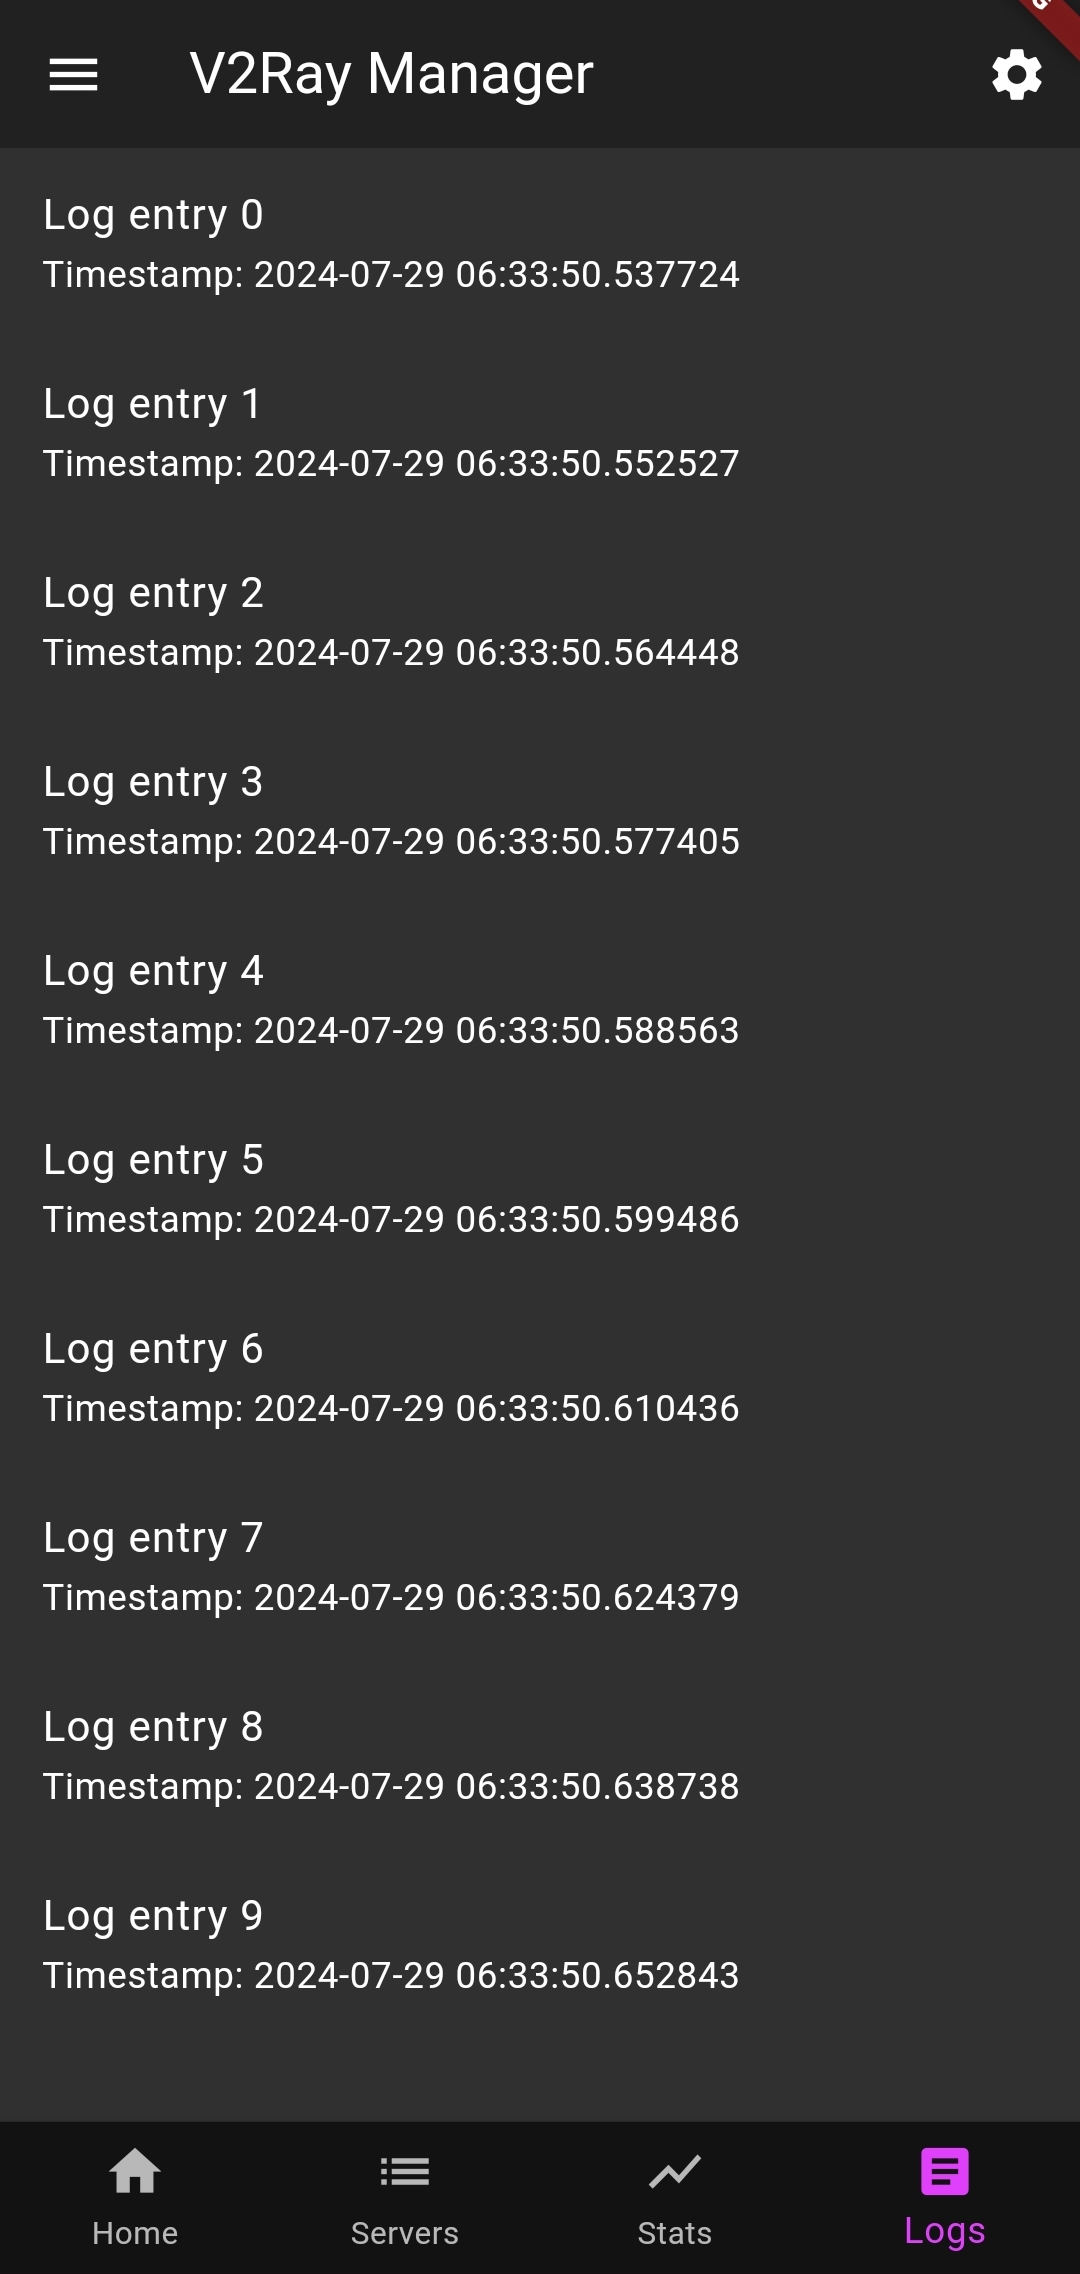 V2Ray Manager
Log entry 0
Timestamp: 2024-07-29 06:33:50.537724
Log entry 1
Timestamp: 2024-07-29 06:33:50.552527
Log entry 2
Timestamp: 2024-07-29 06:33:50.564448
Log entry 3
Timestamp: 2024-07-29 06:33:50.577405
Log entry 4
Timestamp: 2024-07-29 06:33:50.588563
Log entry 5
Timestamp: 2024-07-29 06:33:50.599486
Log entry 6
Timestamp: 2024-07-29 06:33:50.610436
Log entry 7
Timestamp: 2024-07-29 06:33:50.624379
Log entry 8
Timestamp: 2024-07-29 06:33:50.638738
Log entry 9
Timestamp: 2024-07-29 06:33:50.652843
Home
Servers
Stats
Logs